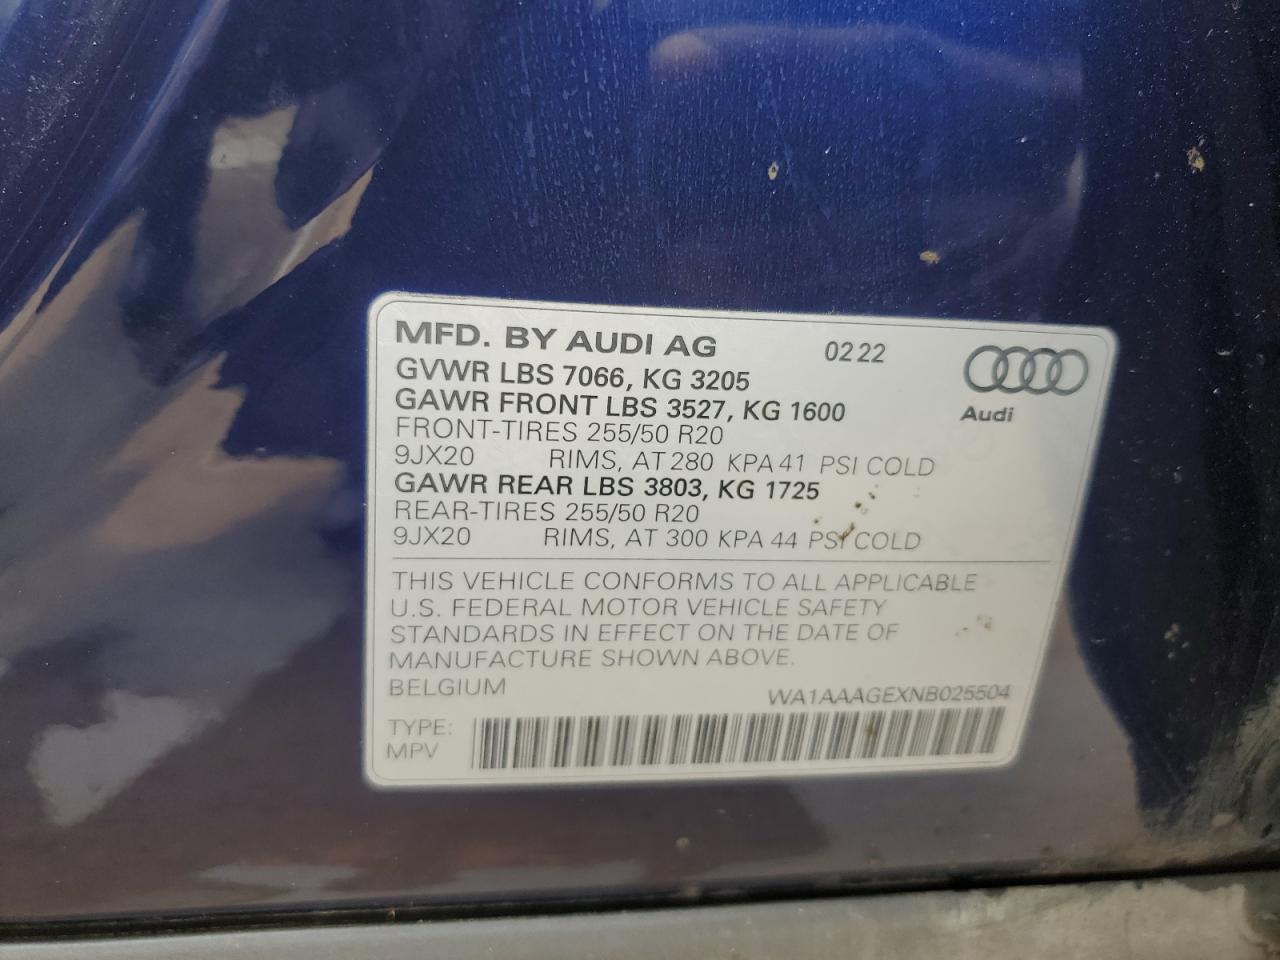 MFD. BY AUDI AG 02 22
Audi
GVWR LBS 7066, KG 3205
GAWR FRONT LBS 3527, KG 1600
FRONT-TIRES 255/50 R20
9JX20 RIMS, AT 280 KPA 41 PSI COLD
GAWR REAR LBS 3803, KG 1725
REAR-TIRES 255/50 R20
9JX20 RIMS, AT 300 KPA 44 PSI COLD
THIS VEHICLE CONFORMS TO ALL APPLICABLE
U.S. FEDERAL MOTOR VEHICLE SAFETY
STANDARDS IN EFFECT ON THE DATE OF
MANUFACTURE SHOWN ABOVE.
BELGIUM WA1AAAGEXNB025504
TYPE:
MPV